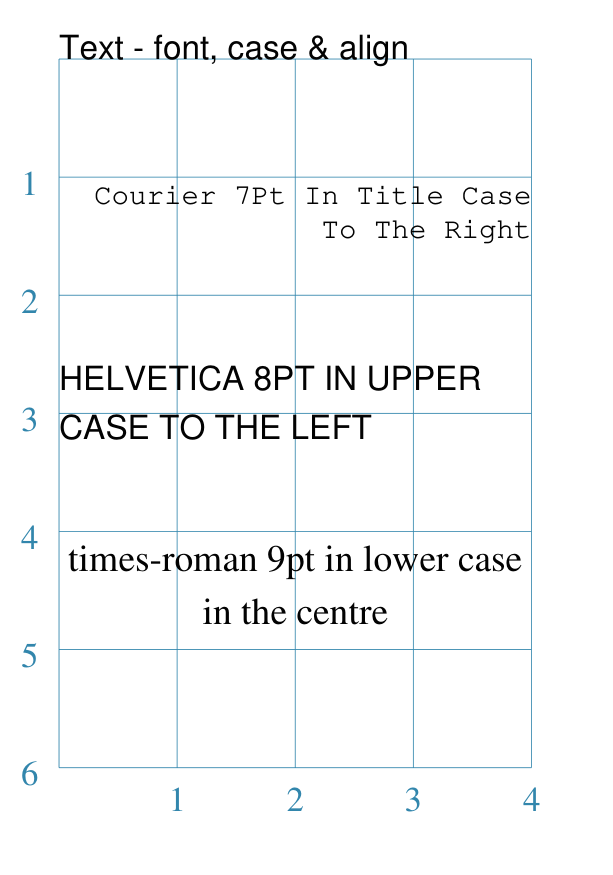 Text - font, case & align
1
Courier 7Pt In Title Case
To The Right
2
HELVETICA 8PT IN UPPER
3
CASE TO THE LEFT
4
times-roman 9pt in lower case
in the centre
5
6
1 2 3 4